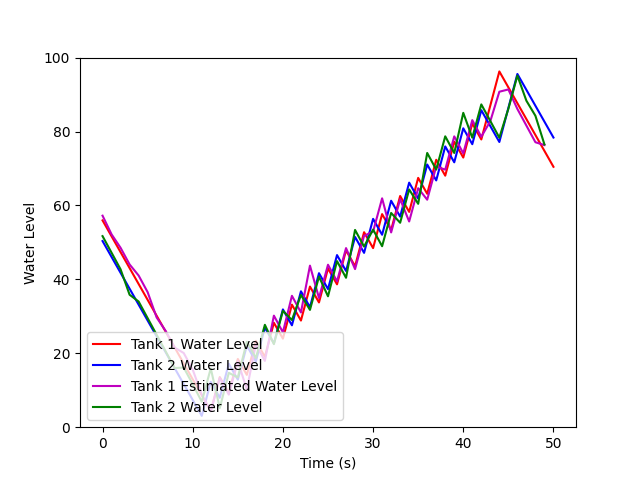 100
80
60
40
20
0
Water Level
Tank 1 Water Level
Tank 2 Water Level
Tank 1 Estimated Water Level
Tank 2 Water Level
0 10 20 30 40 50
Time (s)